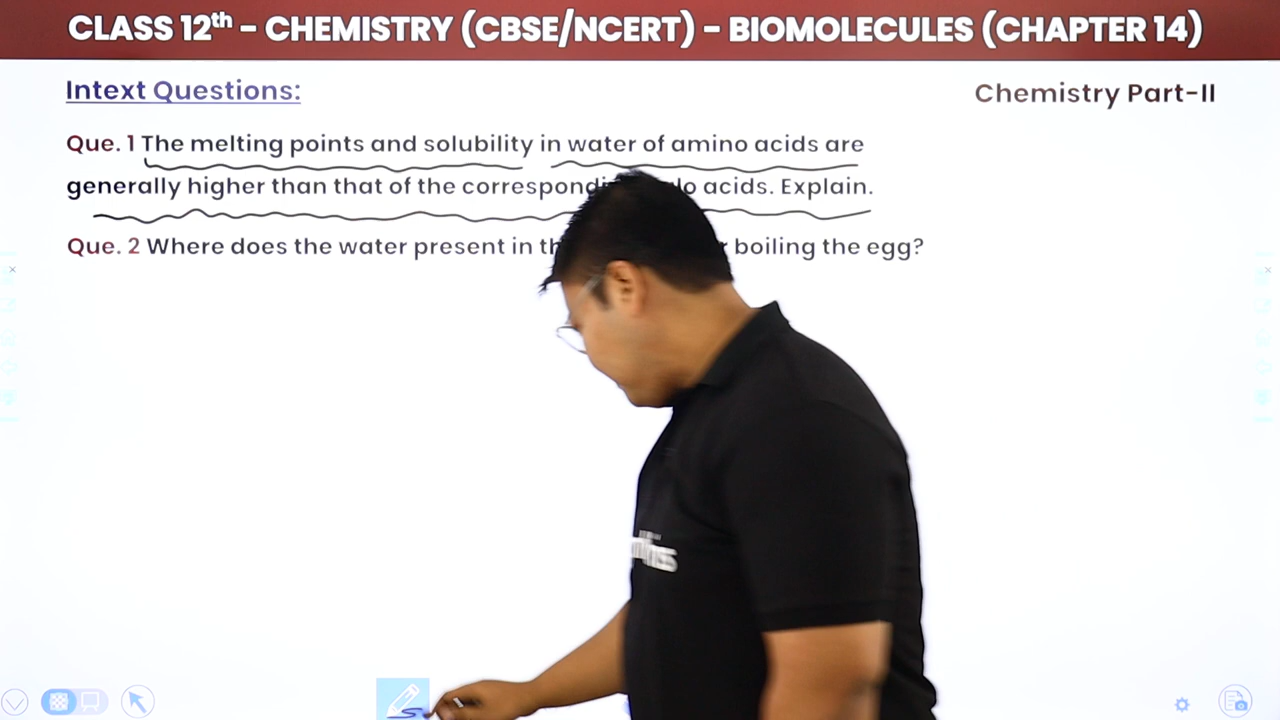 CLASS 12th – CHEMISTRY (CBSE/NCERT) – BIOMOLECULES (CHAPTER 14)
Intext Questions:
Chemistry Part-II
Que. 1 The melting points and solubility in water of amino acids are
generally higher than that of the acids. Explain.
Que. 2 Where does the water present in boiling the egg?